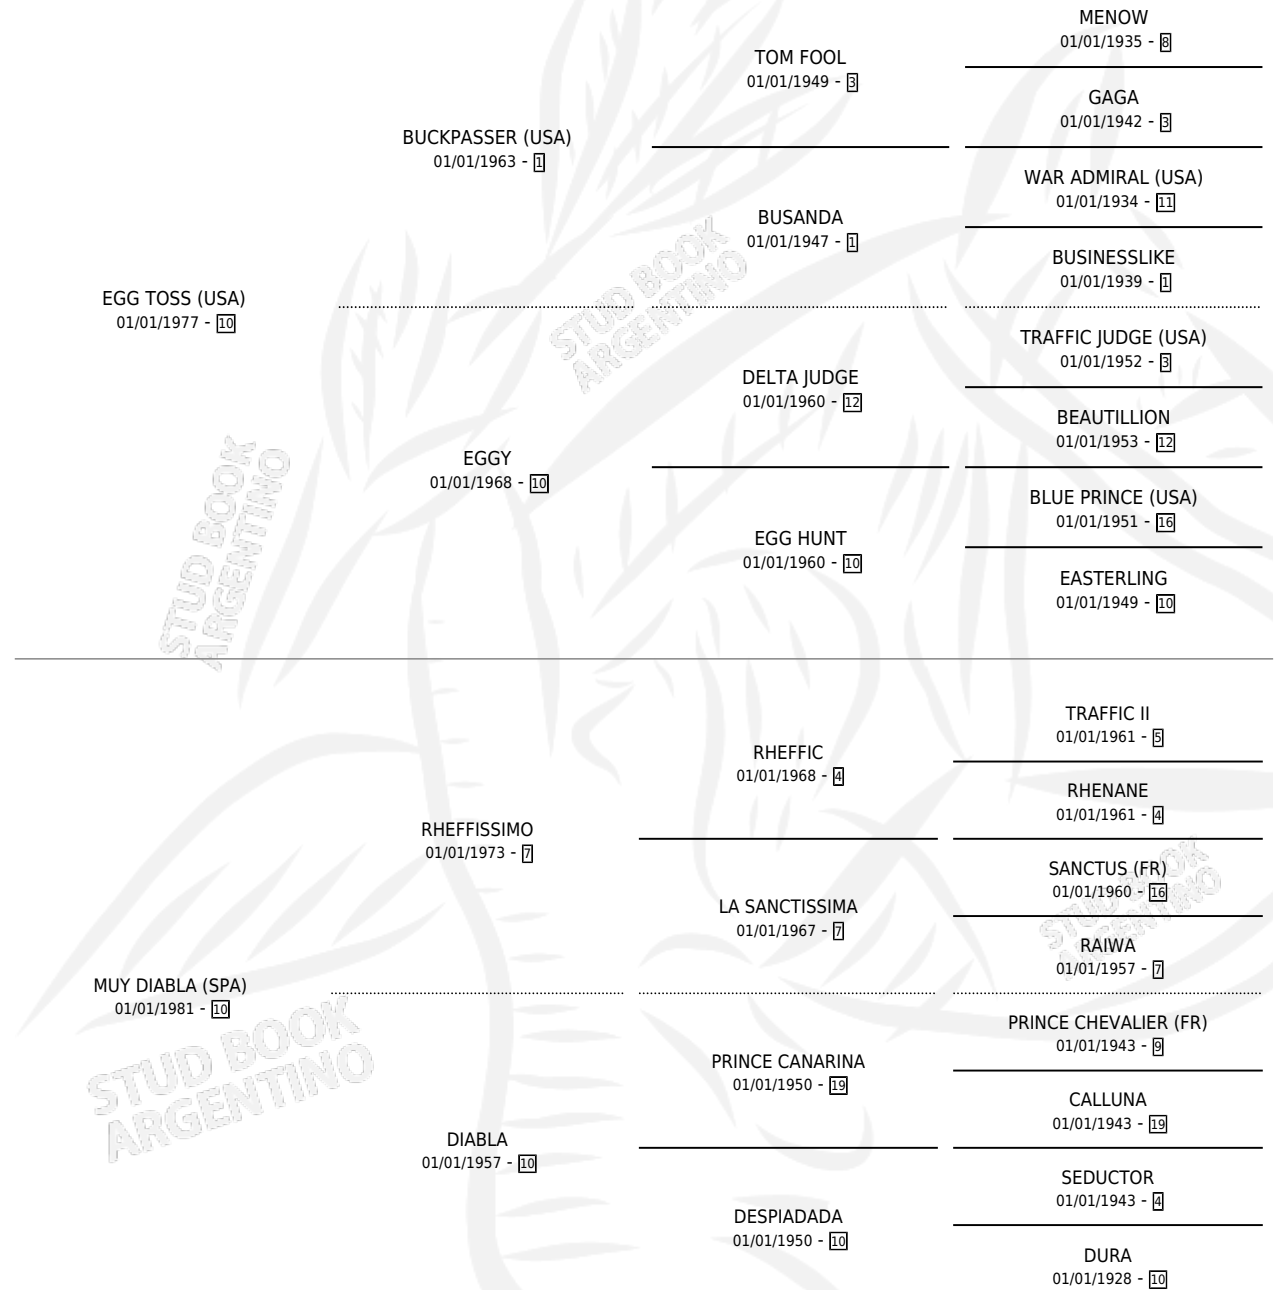 MENOW
01/01/1935 - 8
TOM FOOL
01/01/1949 - 3
GAGA
01/01/1942 - 3
BUCKPASSER (USA)
01/01/1963 - 1
WAR ADMIRAL (USA)
01/01/1934 - 11
BUSANDA
01/01/1947 - 1
BUSINESSLIKE
01/01/1939 - 1
EGG TOSS (USA)
01/01/1977 - 10
STUD BOOK
ARGENTINO
TRAFFIC JUDGE (USA)
01/01/1952 - 3
DELTA JUDGE
01/01/1960 - 12
BEAUTILLION
01/01/1953 - 12
EGGY
01/01/1968 - 10
BLUE PRINCE (USA)
01/01/1951 - 16
EGG HUNT
01/01/1960 - 10
EASTERLING
01/01/1949 - 10
STUD BOOK
ARGENTINO
TRAFFIC II
01/01/1961 - 5
RHEFFIC
01/01/1968 - 4
RHENANE
01/01/1961 - 4
RHEFFISSIMO
01/01/1973 - 7
SANCTUS (FR)
01/01/1960 - 16
LA SANCTISSIMA
01/01/1967 - 7
RAIWA
01/01/1957 - 7
STUD BOOK
ARGENTINO
MUY DIABLA (SPA)
01/01/1981 - 10
PRINCE CHEVALIER (FR)
01/01/1943 - 9
PRINCE CANARINA
01/01/1950 - 19
CALLUNA
01/01/1943 - 19
STUD BOOK
ARGENTINO
DIABLA
01/01/1957 - 10
SEDUCTOR
01/01/1943 - 4
DESPIADADA
01/01/1950 - 10
DURA
01/01/1928 - 10